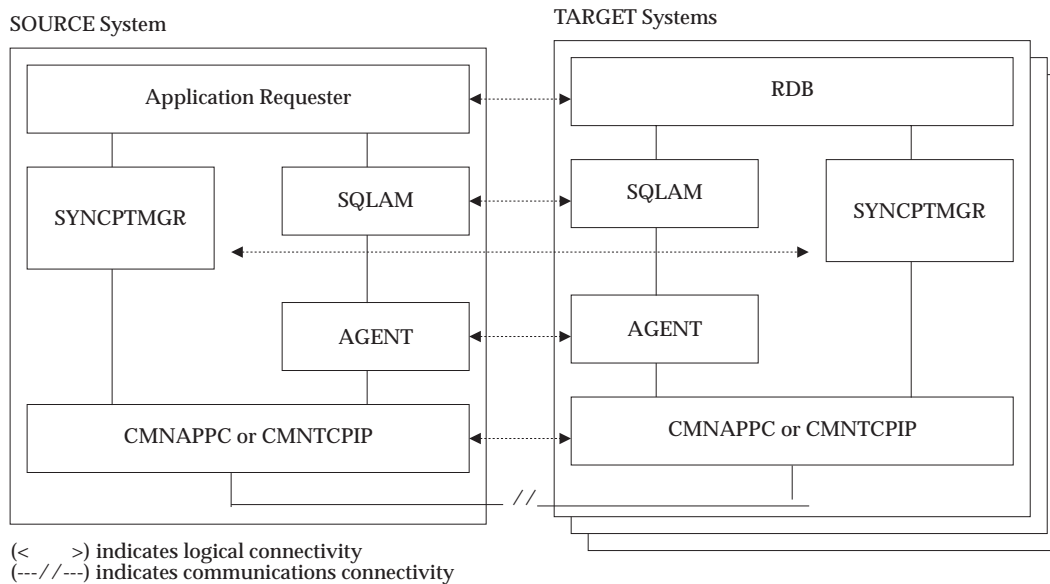 SOURCE System
TARGET Systems
Application Requester
RDB
SYNCPTMGR
SQLAM
SQLAM
SYNCPTMGR
AGENT
AGENT
CMNAPPC or CMNTCPIP
CMNAPPC or CMNTCPIP
//
(< >) indicates logical connectivity
(---//---) indicates communications connectivity